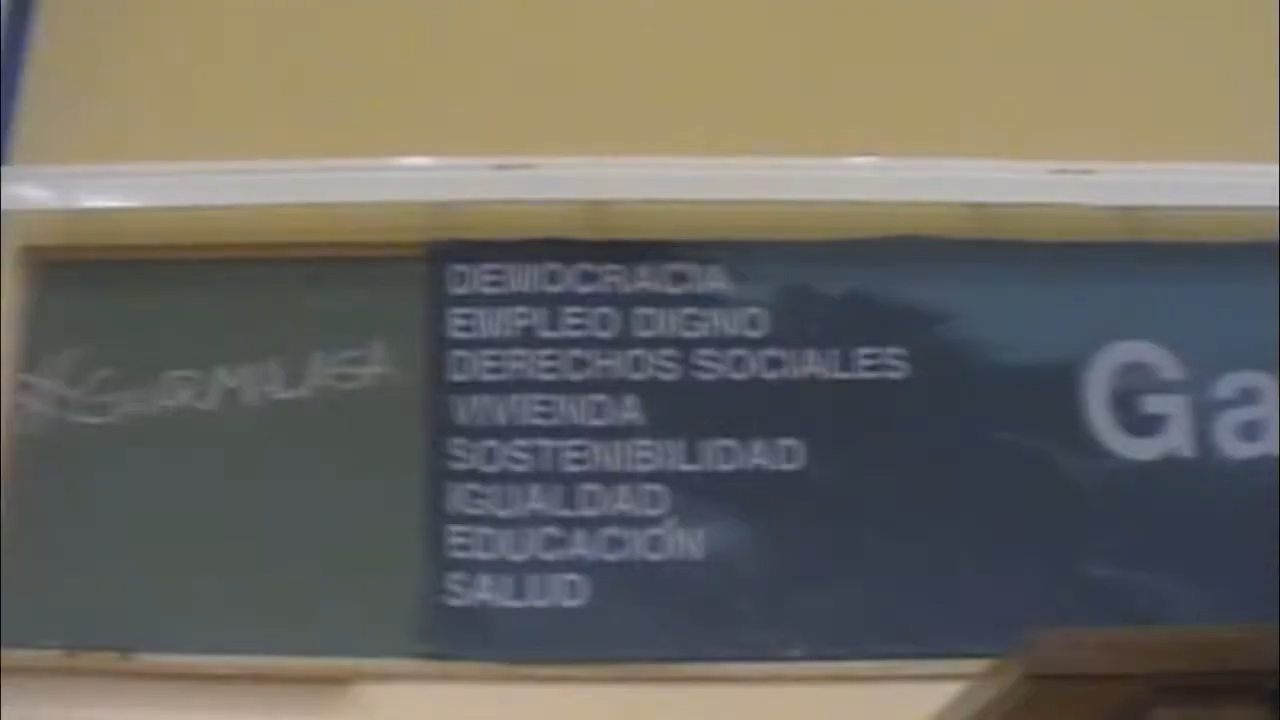 DEMOCRACIA
EMPLEO DIGNO
DERECHOS SOCIALES
VIVIENDA
SOSTENIBILIDAD
IGUALDAD
EDUCACIÓN
SALUD
Ga